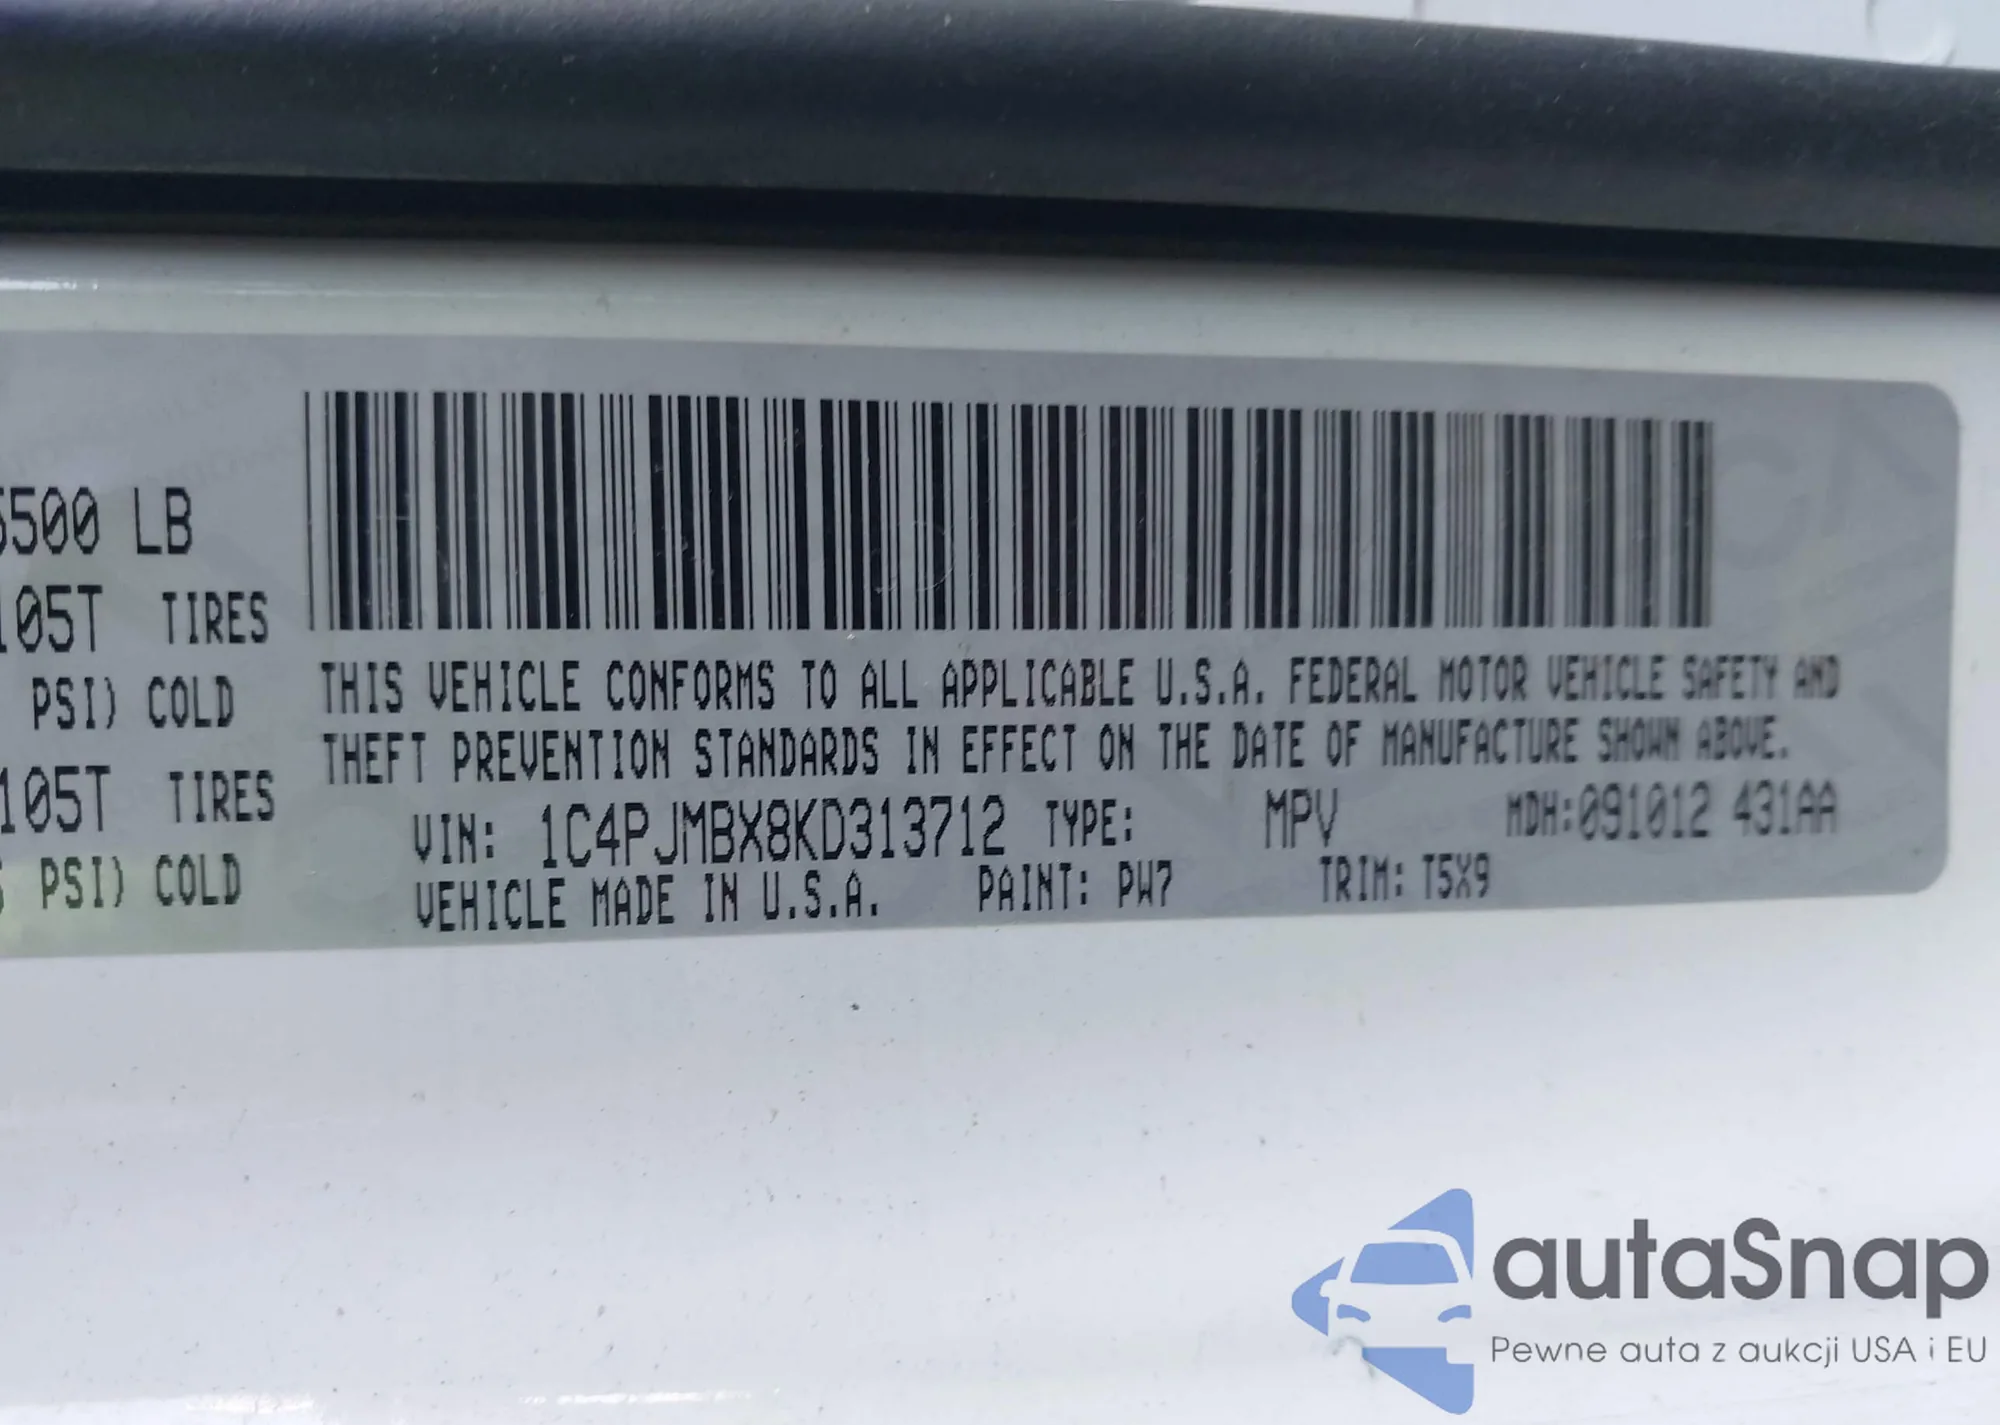 500 LB
105T TIRES
PSI) COLD
105T TIRES
PSI) COLD
THIS VEHICLE CONFORMS TO ALL APPLICABLE U.S.A. FEDERAL MOTOR VEHICLE SAFETY AND
THEFT PREVENTION STANDARDS IN EFFECT ON THE DATE OF MANUFACTURE SHOWN ABOVE.
VIN: 1C4PJMBX8KD313712 TYPE: MPV MDH:091012 431AA
VEHICLE MADE IN U.S.A. PAINT: PW7 TRIM: T5X9
autaSnap
Pewne auta z aukcji USA i EU